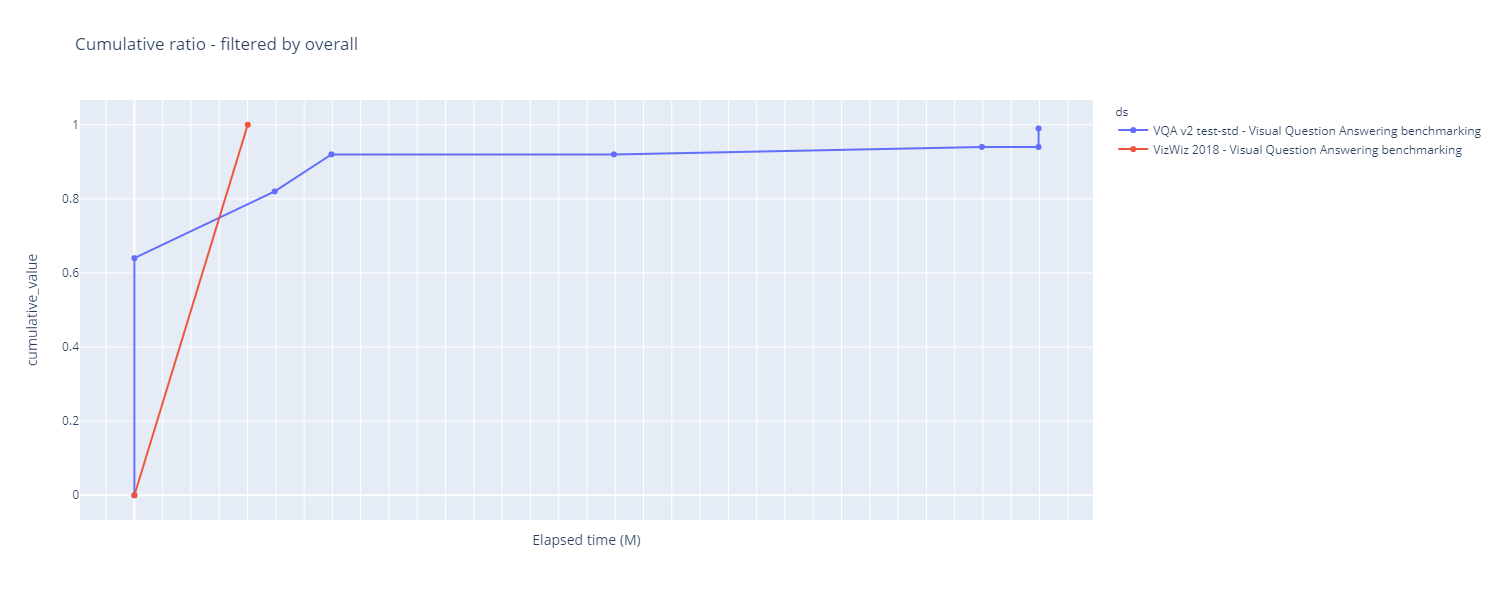 Cumulative ratio - filtered by overall
ds
VQA v2 test-std - Visual Question Answering benchmarking
VizWiz 2018 - Visual Question Answering benchmarking
cumulative_value
1
0.8
0.6
0.4
0.2
0
Elapsed time (M)